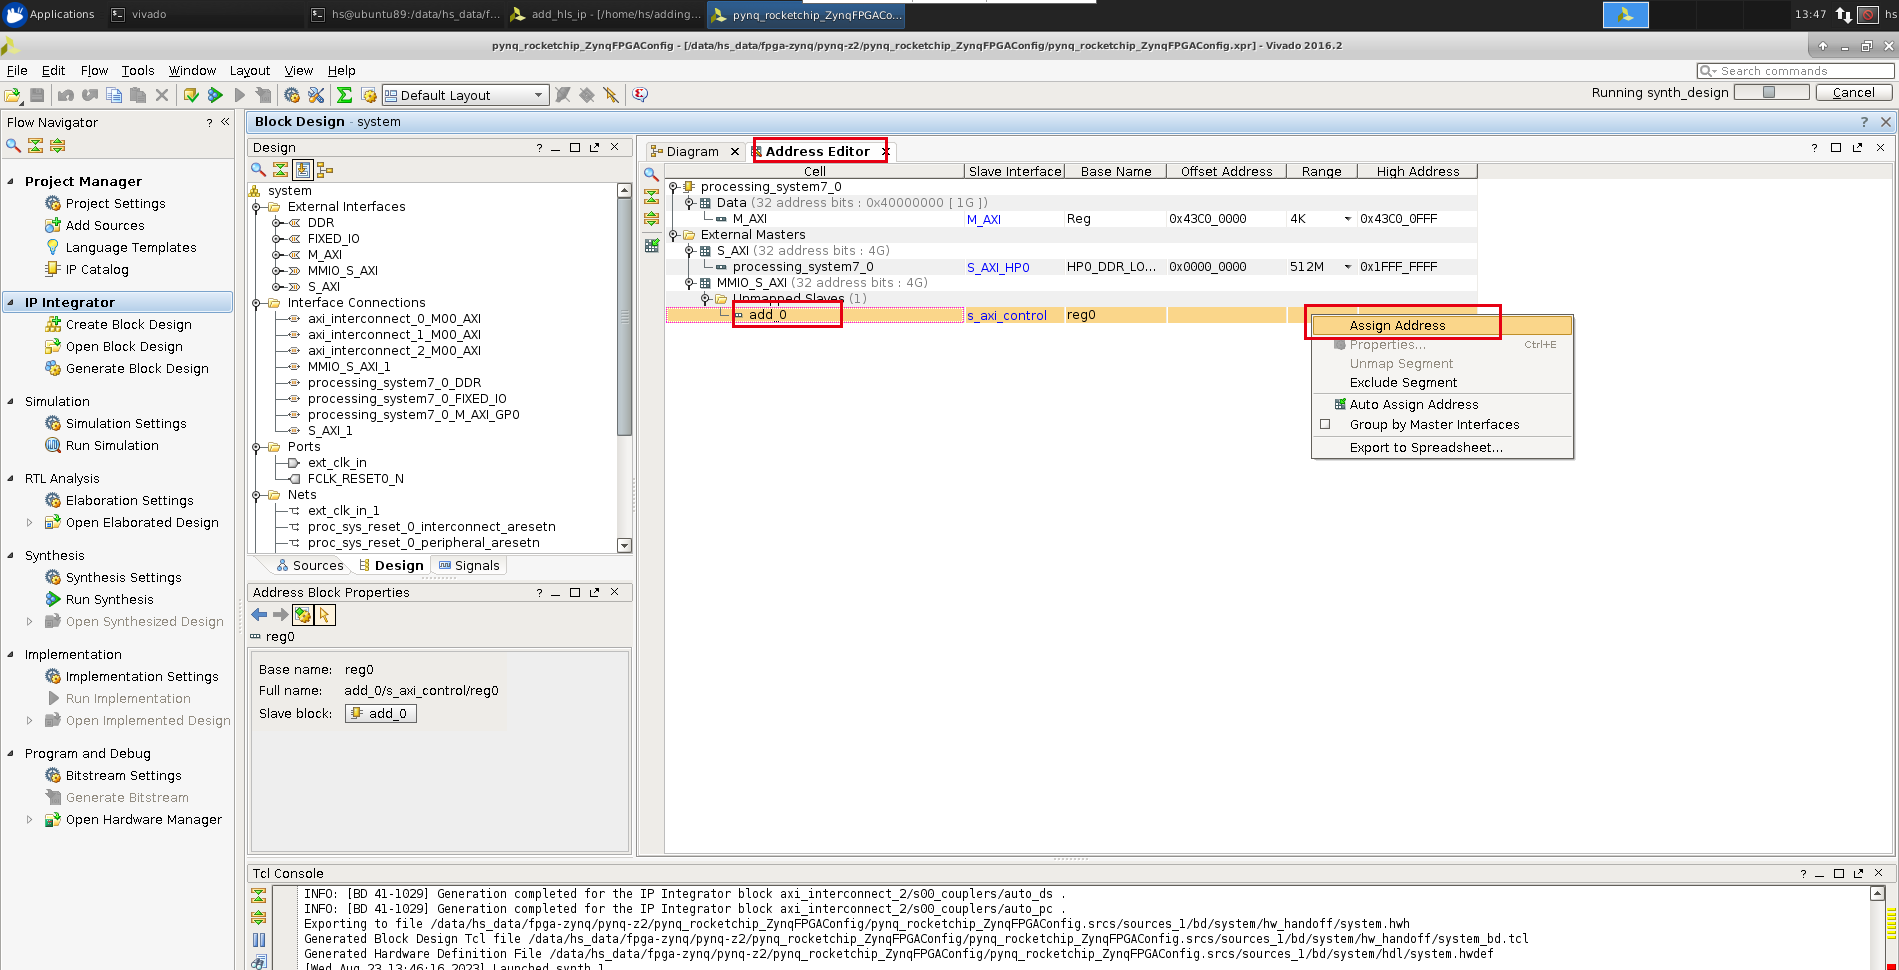 Applications
vivado
hs@ubuntu89:/data/hs_data/f...
add_hls_ip - [/home/hs/adding...
pynq_rocketchip_ZynqFPGACo...
13:47
hs
pynq_rocketchip_ZynqFPGAConfig - [/data/hs_data/fpga-zynq/pynq-z2/pynq_rocketchip_ZynqFPGAConfig/pynq_rocketchip_ZynqFPGAConfig.xpr] - Vivado 2016.2
File Edit Flow Tools Window Layout View Help
Search commands
Default Layout
Running synth_design
Cancel
Flow Navigator
Project Manager
Project Settings
Add Sources
Language Templates
IP Catalog
IP Integrator
Create Block Design
Open Block Design
Generate Block Design
Simulation
Simulation Settings
Run Simulation
RTL Analysis
Elaboration Settings
Open Elaborated Design
Synthesis
Synthesis Settings
Run Synthesis
Open Synthesized Design
Implementation
Implementation Settings
Run Implementation
Open Implemented Design
Program and Debug
Bitstream Settings
Generate Bitstream
Open Hardware Manager
Block Design - system
Design
system
External Interfaces
DDR
FIXED_IO
M_AXI
MMIO_S_AXI
S_AXI
Interface Connections
axi_interconnect_0_M00_AXI
axi_interconnect_1_M00_AXI
axi_interconnect_2_M00_AXI
MMIO_S_AXI_1
processing_system7_0_DDR
processing_system7_0_FIXED_IO
processing_system7_0_M_AXI_GP0
S_AXI_1
Ports
ext_clk_in
FCLK_RESET0_N
Nets
ext_clk_in_1
proc_sys_reset_0_interconnect_aresetn
proc_sys_reset_0_peripheral_aresetn
Sources Design Signals
Address Block Properties
reg0
Base name: reg0
Full name: add_0/s_axi_control/reg0
Slave block: add_0
Diagram Address Editor
Cell Slave Interface Base Name Offset Address Range High Address
processing_system7_0
Data (32 address bits : 0x40000000 [ 1G ])
M_AXI M_AXI Reg 0x43C0_0000 4K 0x43C0_0FFF
External Masters
S_AXI (32 address bits : 4G)
processing_system7_0 S_AXI_HP0 HP0_DDR_LO... 0x0000_0000 512M 0x1FFF_FFFF
MMIO_S_AXI (32 address bits : 4G)
Unmapped Slaves (1)
add_0 s_axi_control reg0
Assign Address
Properties... Ctrl+E
Unmap Segment
Exclude Segment
Auto Assign Address
Group by Master Interfaces
Export to Spreadsheet...
Tcl Console
INFO: [BD 41-1029] Generation completed for the IP Integrator block axi_interconnect_2/s00_couplers/auto_ds .
INFO: [BD 41-1029] Generation completed for the IP Integrator block axi_interconnect_2/s00_couplers/auto_pc .
Exporting to file /data/hs_data/fpga-zynq/pynq-z2/pynq_rocketchip_ZynqFPGAConfig/pynq_rocketchip_ZynqFPGAConfig.srcs/sources_1/bd/system/hw_handoff/system.hwh
Generated Block Design Tcl file /data/hs_data/fpga-zynq/pynq-z2/pynq_rocketchip_ZynqFPGAConfig/pynq_rocketchip_ZynqFPGAConfig.srcs/sources_1/bd/system/hw_handoff/system_bd.tcl
Generated Hardware Definition File /data/hs_data/fpga-zynq/pynq-z2/pynq_rocketchip_ZynqFPGAConfig/pynq_rocketchip_ZynqFPGAConfig.srcs/sources_1/bd/system/hdl/system.hwdef
[Wed Aug 23 13:46:16 2023] Launched synth_1...